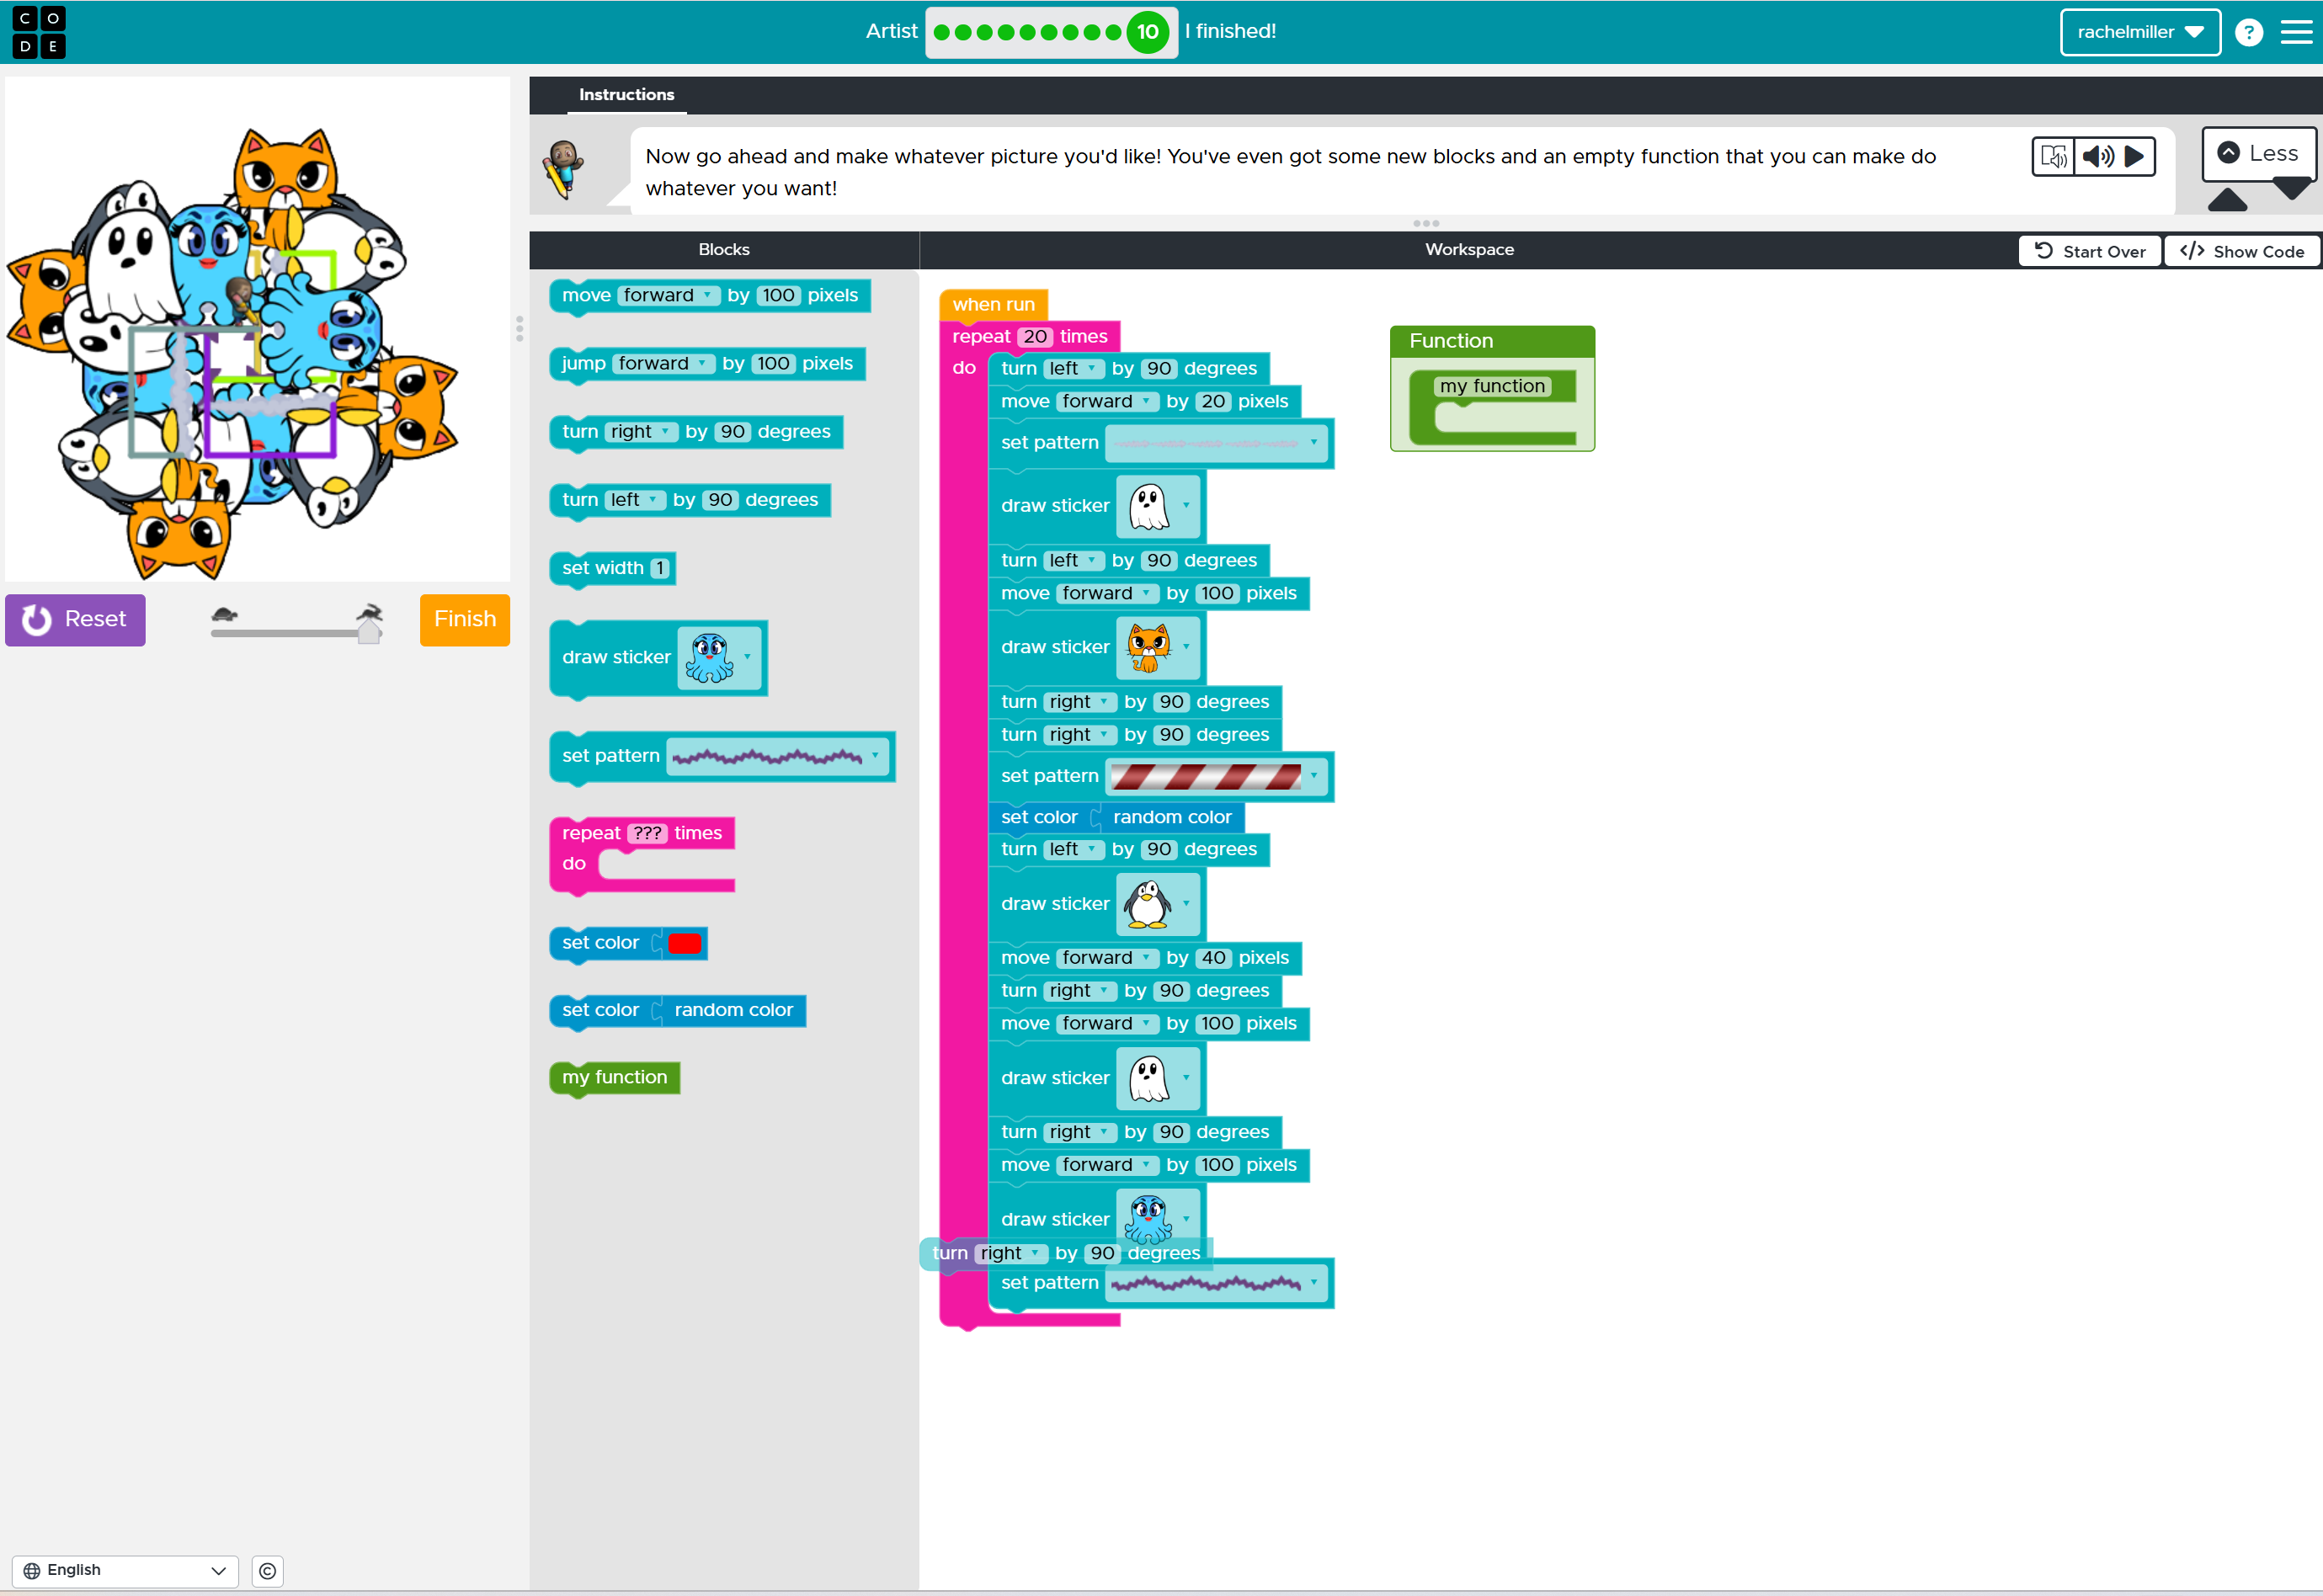 CO
DE
Artist 10 I finished!
rachelmiller
?
Instructions
Now go ahead and make whatever picture you'd like! You've even got some new blocks and an empty function that you can make do
whatever you want!
Less
Blocks
Workspace
Start Over
</> Show Code
move forward by 100 pixels
jump forward by 100 pixels
turn right by 90 degrees
turn left by 90 degrees
set width 1
draw sticker
set pattern
repeat ??? times
do
set color
set color random color
my function
when run
repeat 20 times
do
turn left by 90 degrees
move forward by 20 pixels
set pattern
draw sticker
turn left by 90 degrees
move forward by 100 pixels
draw sticker
turn right by 90 degrees
turn right by 90 degrees
set pattern
set color random color
turn left by 90 degrees
draw sticker
move forward by 40 pixels
turn right by 90 degrees
move forward by 100 pixels
draw sticker
turn right by 90 degrees
move forward by 100 pixels
draw sticker
turn right by 90 degrees
set pattern
Function
my function
Reset
Finish
English
©